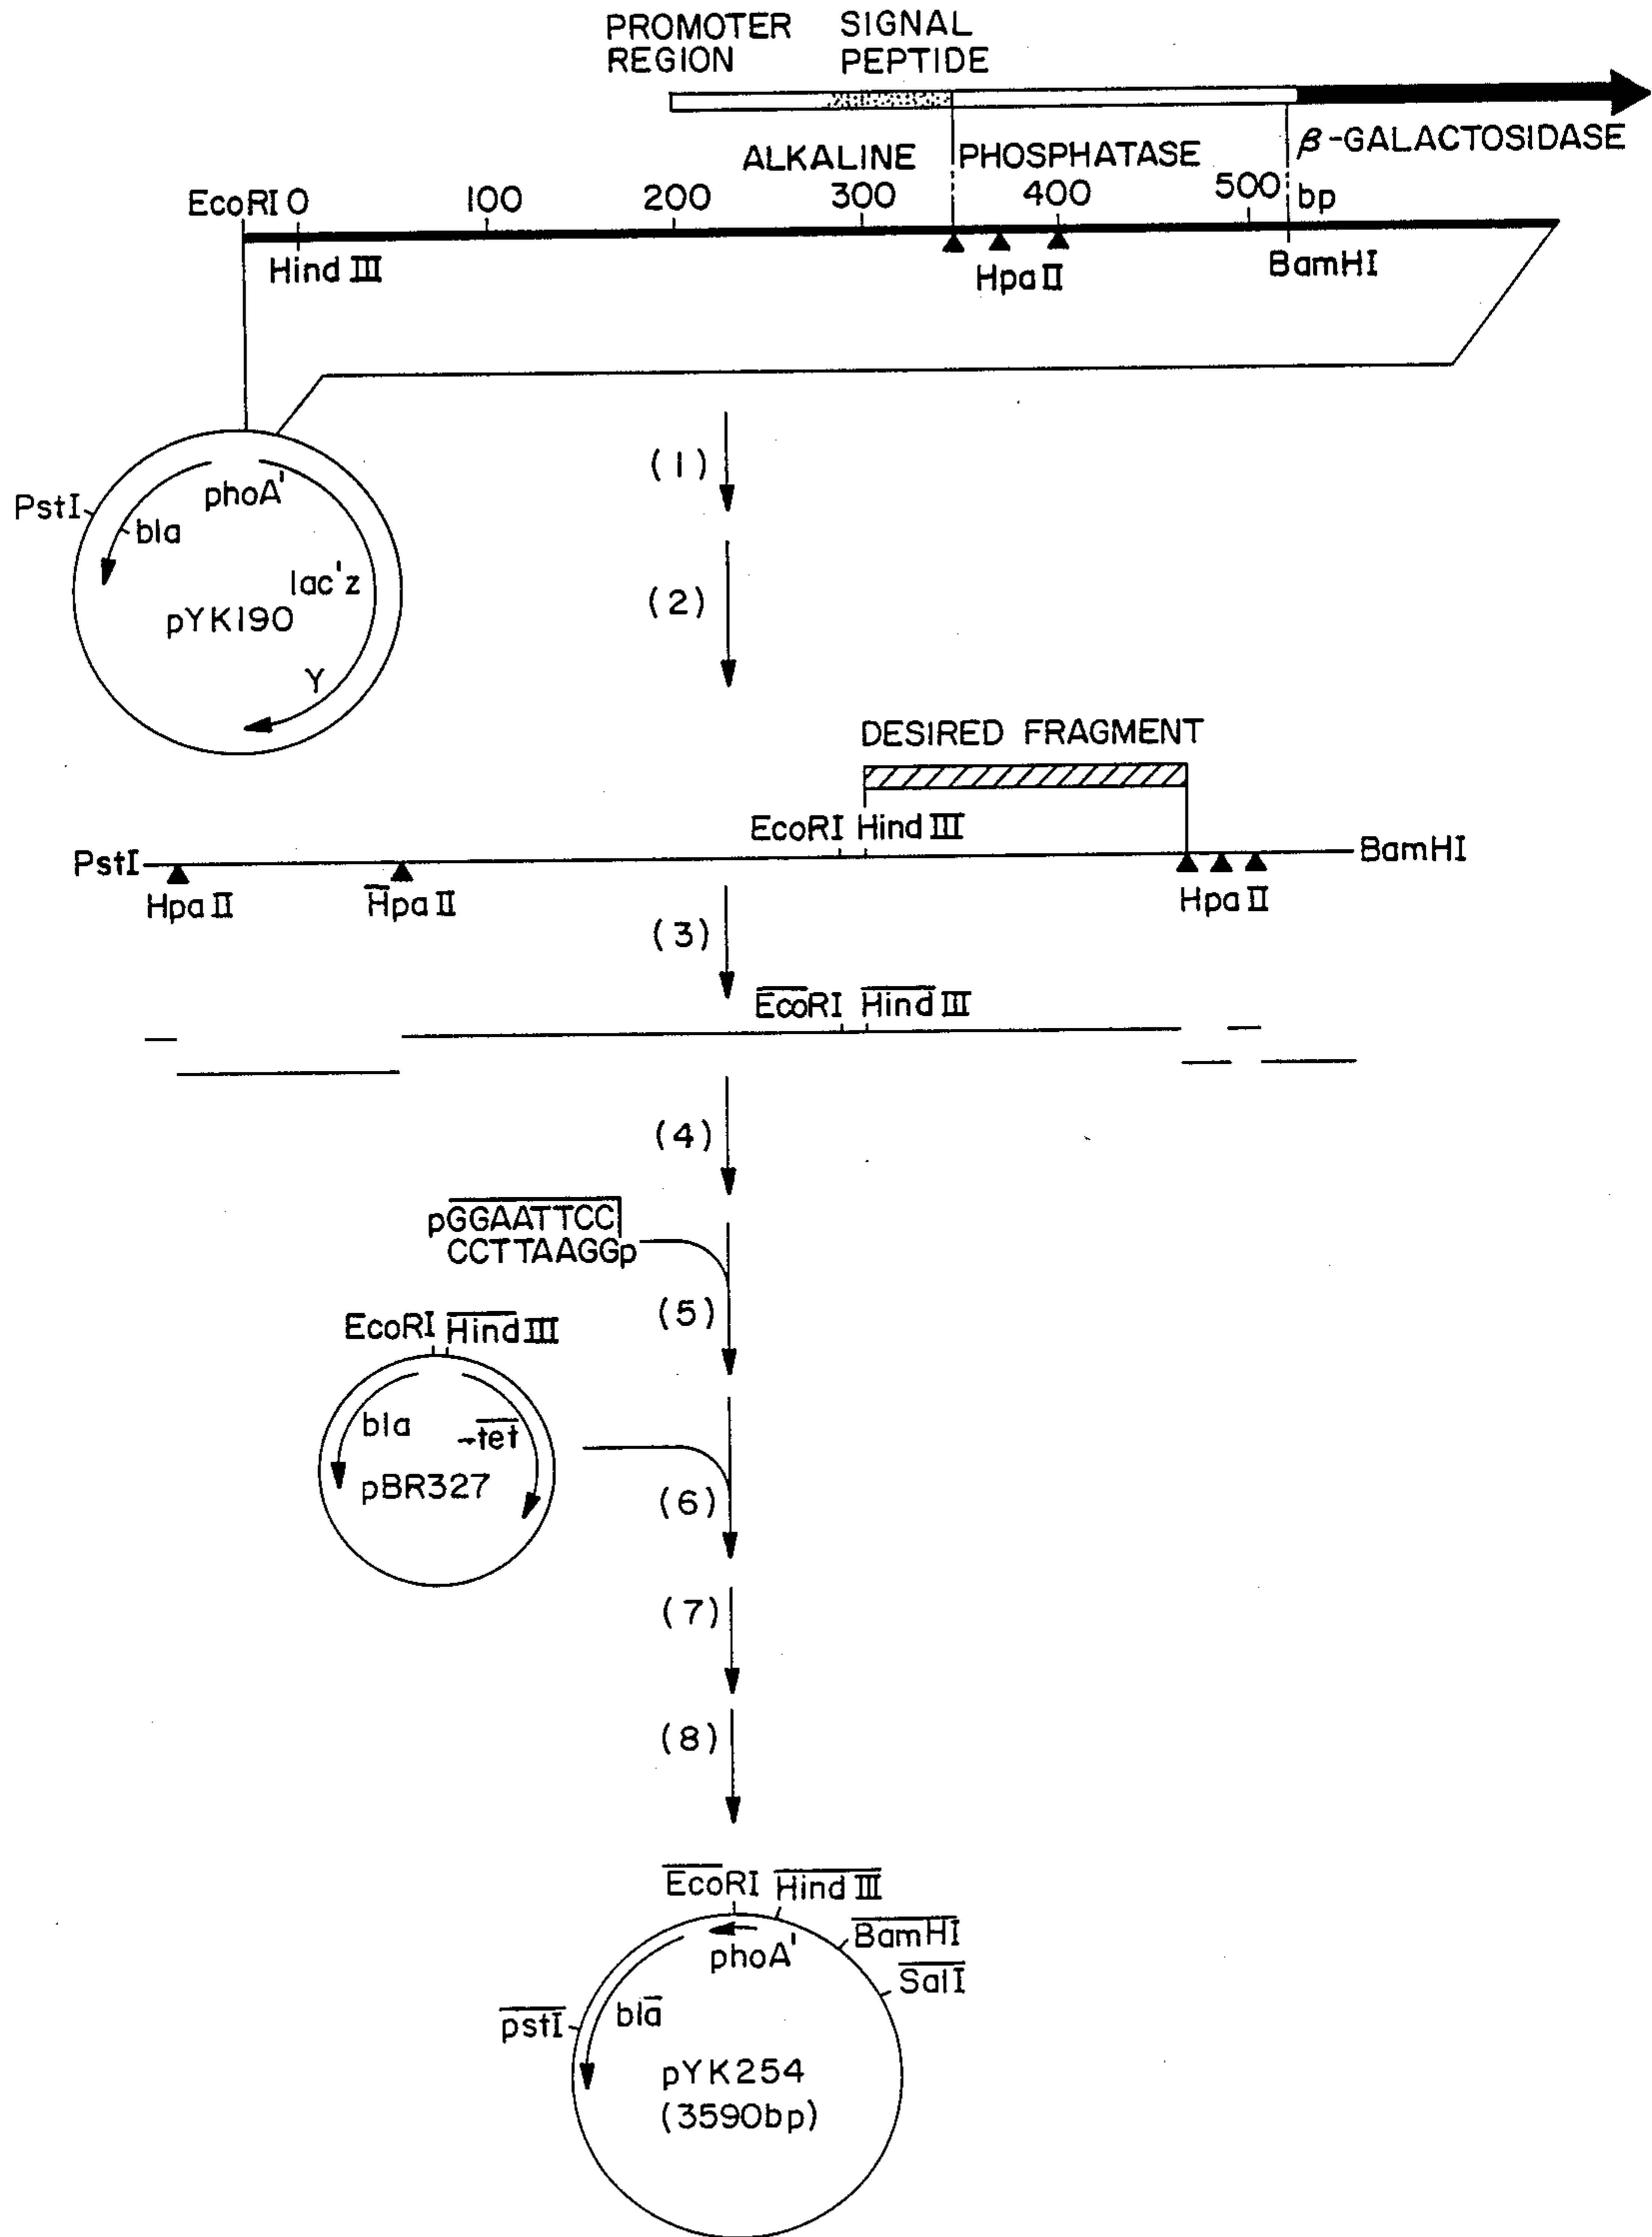 PROMOTER REGION
SIGNAL PEPTIDE
ALKALINE PHOSPHATASE
β-GALACTOSIDASE
EcoRI 0 100 200 300 400 500 bp
Hind III
Hpa II
BamHI
(1)
PstI
phoA'
bla
lac'z
pYK190
Y
(2)
DESIRED FRAGMENT
EcoRI Hind III
PstI
BamHI
Hpa II
Hpa II
Hpa II
(3)
EcoRI Hind III
(4)
pGGAATTCC
CCTTAAGGp
(5)
EcoRI Hind III
bla
tet
pBR327
(6)
(7)
(8)
EcoRI Hind III
BamHI
phoA'
SalI
pstI
bla
pYK254
(3590bp)